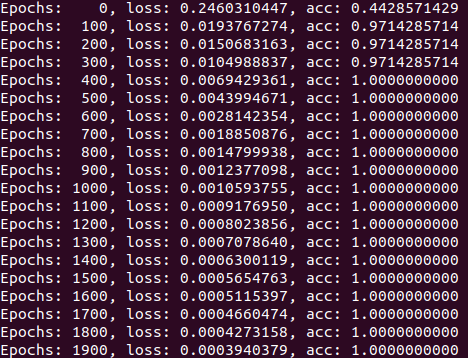 Epochs:    0, loss: 0.2460310447, acc: 0.4428571429
Epochs:  100, loss: 0.0193767274, acc: 0.9714285714
Epochs:  200, loss: 0.0150683163, acc: 0.9714285714
Epochs:  300, loss: 0.0104988837, acc: 0.9714285714
Epochs:  400, loss: 0.0069429361, acc: 1.0000000000
Epochs:  500, loss: 0.0043994671, acc: 1.0000000000
Epochs:  600, loss: 0.0028142354, acc: 1.0000000000
Epochs:  700, loss: 0.0018850876, acc: 1.0000000000
Epochs:  800, loss: 0.0014799938, acc: 1.0000000000
Epochs:  900, loss: 0.0012377098, acc: 1.0000000000
Epochs: 1000, loss: 0.0010593755, acc: 1.0000000000
Epochs: 1100, loss: 0.0009176950, acc: 1.0000000000
Epochs: 1200, loss: 0.0008023856, acc: 1.0000000000
Epochs: 1300, loss: 0.0007078640, acc: 1.0000000000
Epochs: 1400, loss: 0.0006300119, acc: 1.0000000000
Epochs: 1500, loss: 0.0005654763, acc: 1.0000000000
Epochs: 1600, loss: 0.0005115397, acc: 1.0000000000
Epochs: 1700, loss: 0.0004660474, acc: 1.0000000000
Epochs: 1800, loss: 0.0004273158, acc: 1.0000000000
Epochs: 1900, loss: 0.0003940379, acc: 1.0000000000